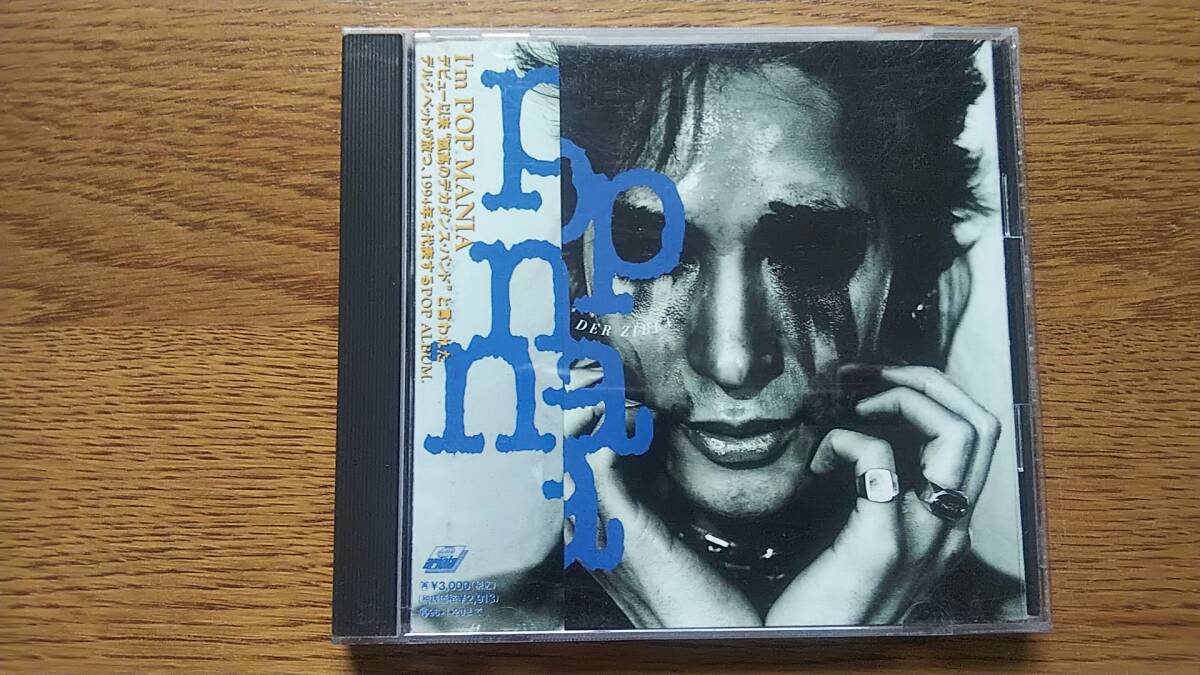 I'm POP MANIA
デビュー以来"最高のデカダンス・バンド"と言われた
デルジベットが放つ、1994年を代表するPOP ALBUM.
pop
mania
DER ZIBET
¥3,000(税込)
(税抜価格¥2,913)